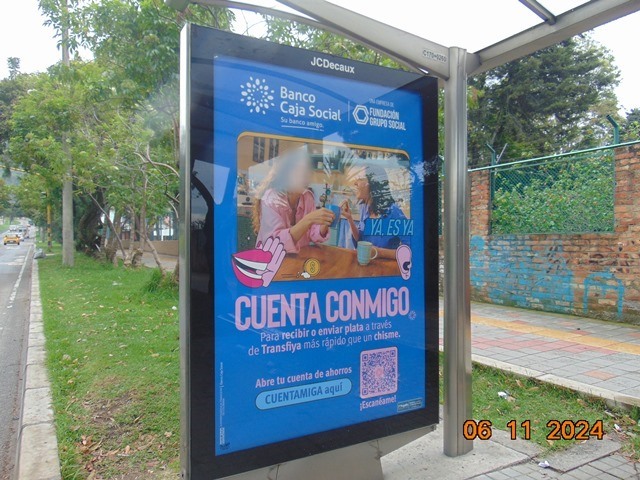 JCDecaux
C170-0240
Banco
Caja Social
Su banco amigo.
UNA EMPRESA DE
FUNDACIÓN
GRUPO SOCIAL
YA, ES YA
CUENTA CONMIGO
Para recibir o enviar plata a través
de Transfiya más rápido que un chisme.
Abre tu cuenta de ahorros
CUENTAMIGA aquí
¡Escanéame!
06 11 2024